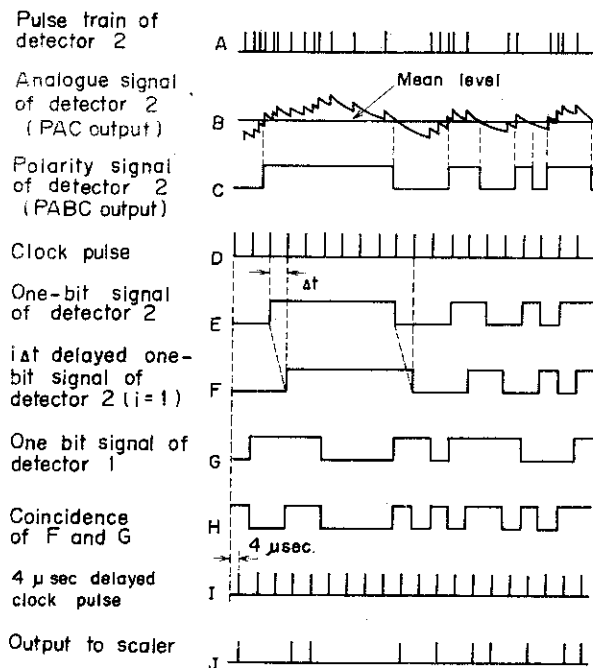 Pulse train of
detector 2
A
Analogue signal
of detector 2
(PAC output)
B
Mean level
Polarity signal
of detector 2
(PABC output)
C
Clock pulse
D
Δt
One-bit signal
of detector 2
E
iΔt delayed one-
bit signal of
detector 2 (i=1)
F
One bit signal of
detector 1
G
Coincidence
of F and G
H
4 μsec.
4 μsec delayed
clock pulse
I
Output to scaler
J